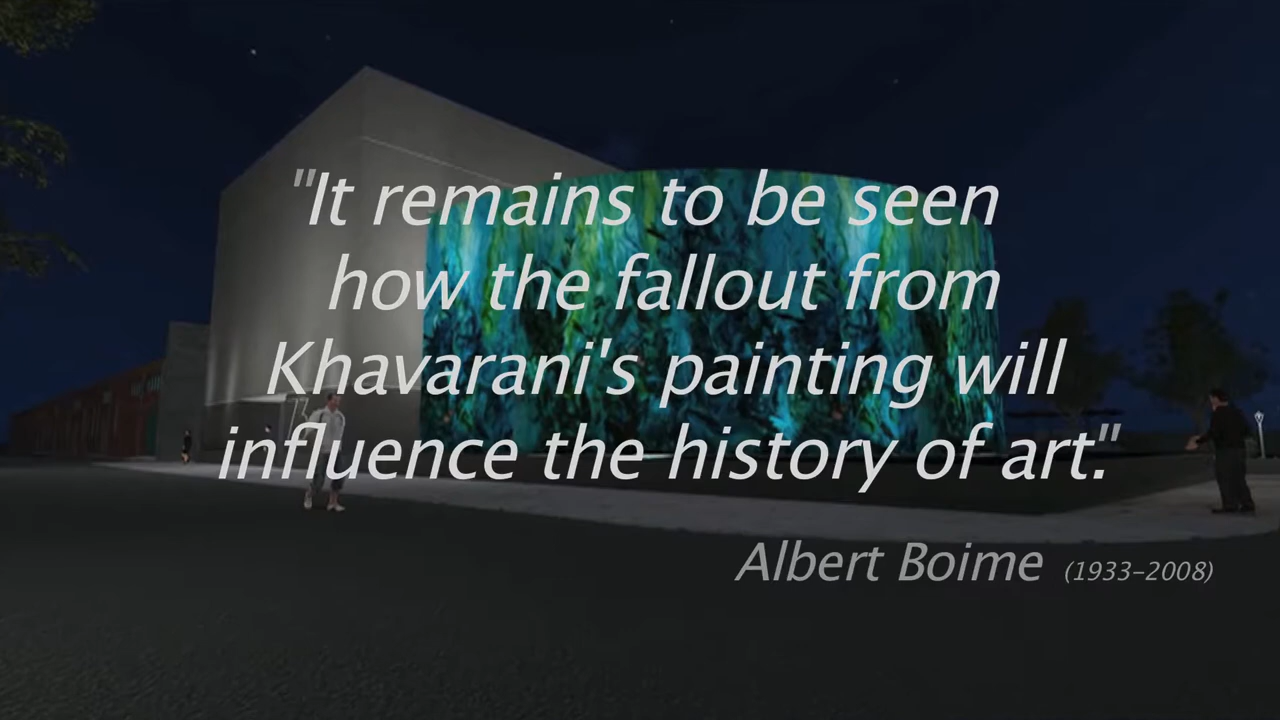 "It remains to be seen
how the fallout from
Khavarani's painting will
influence the history of art."
Albert Boime (1933–2008)